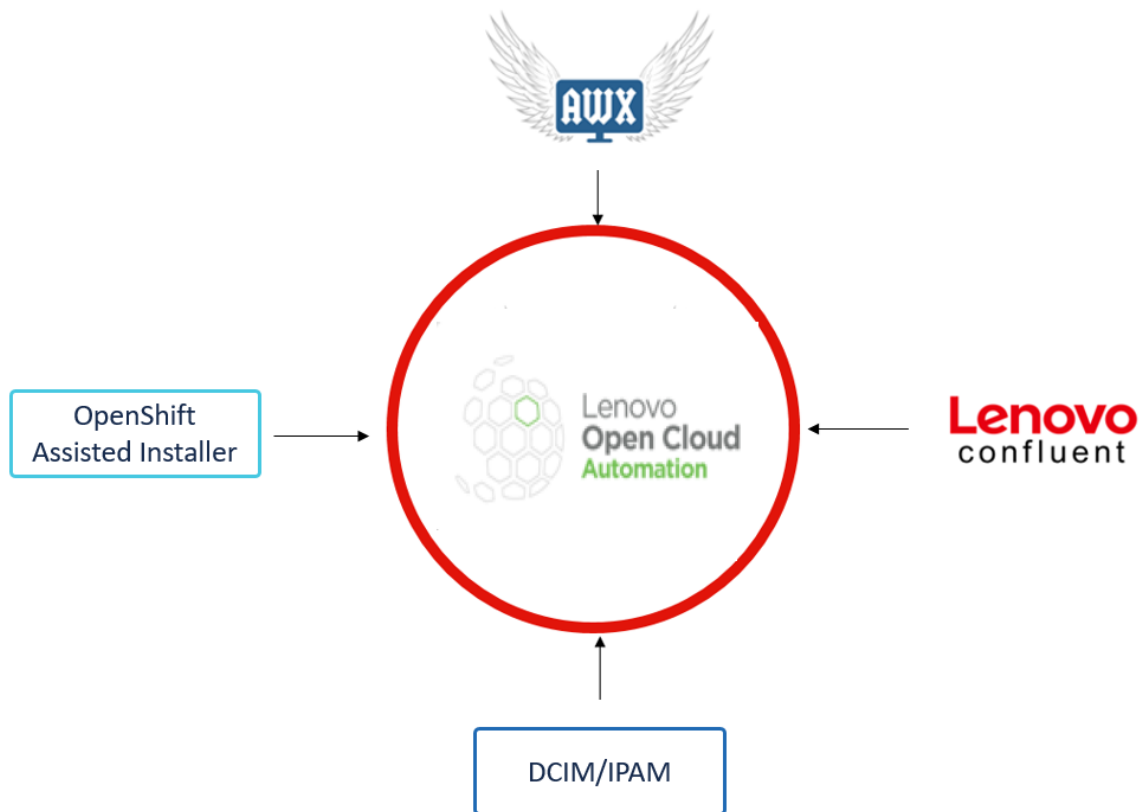 AWX
OpenShift
Assisted Installer
Lenovo
Open Cloud
Automation
Lenovo
confluent
DCIM/IPAM